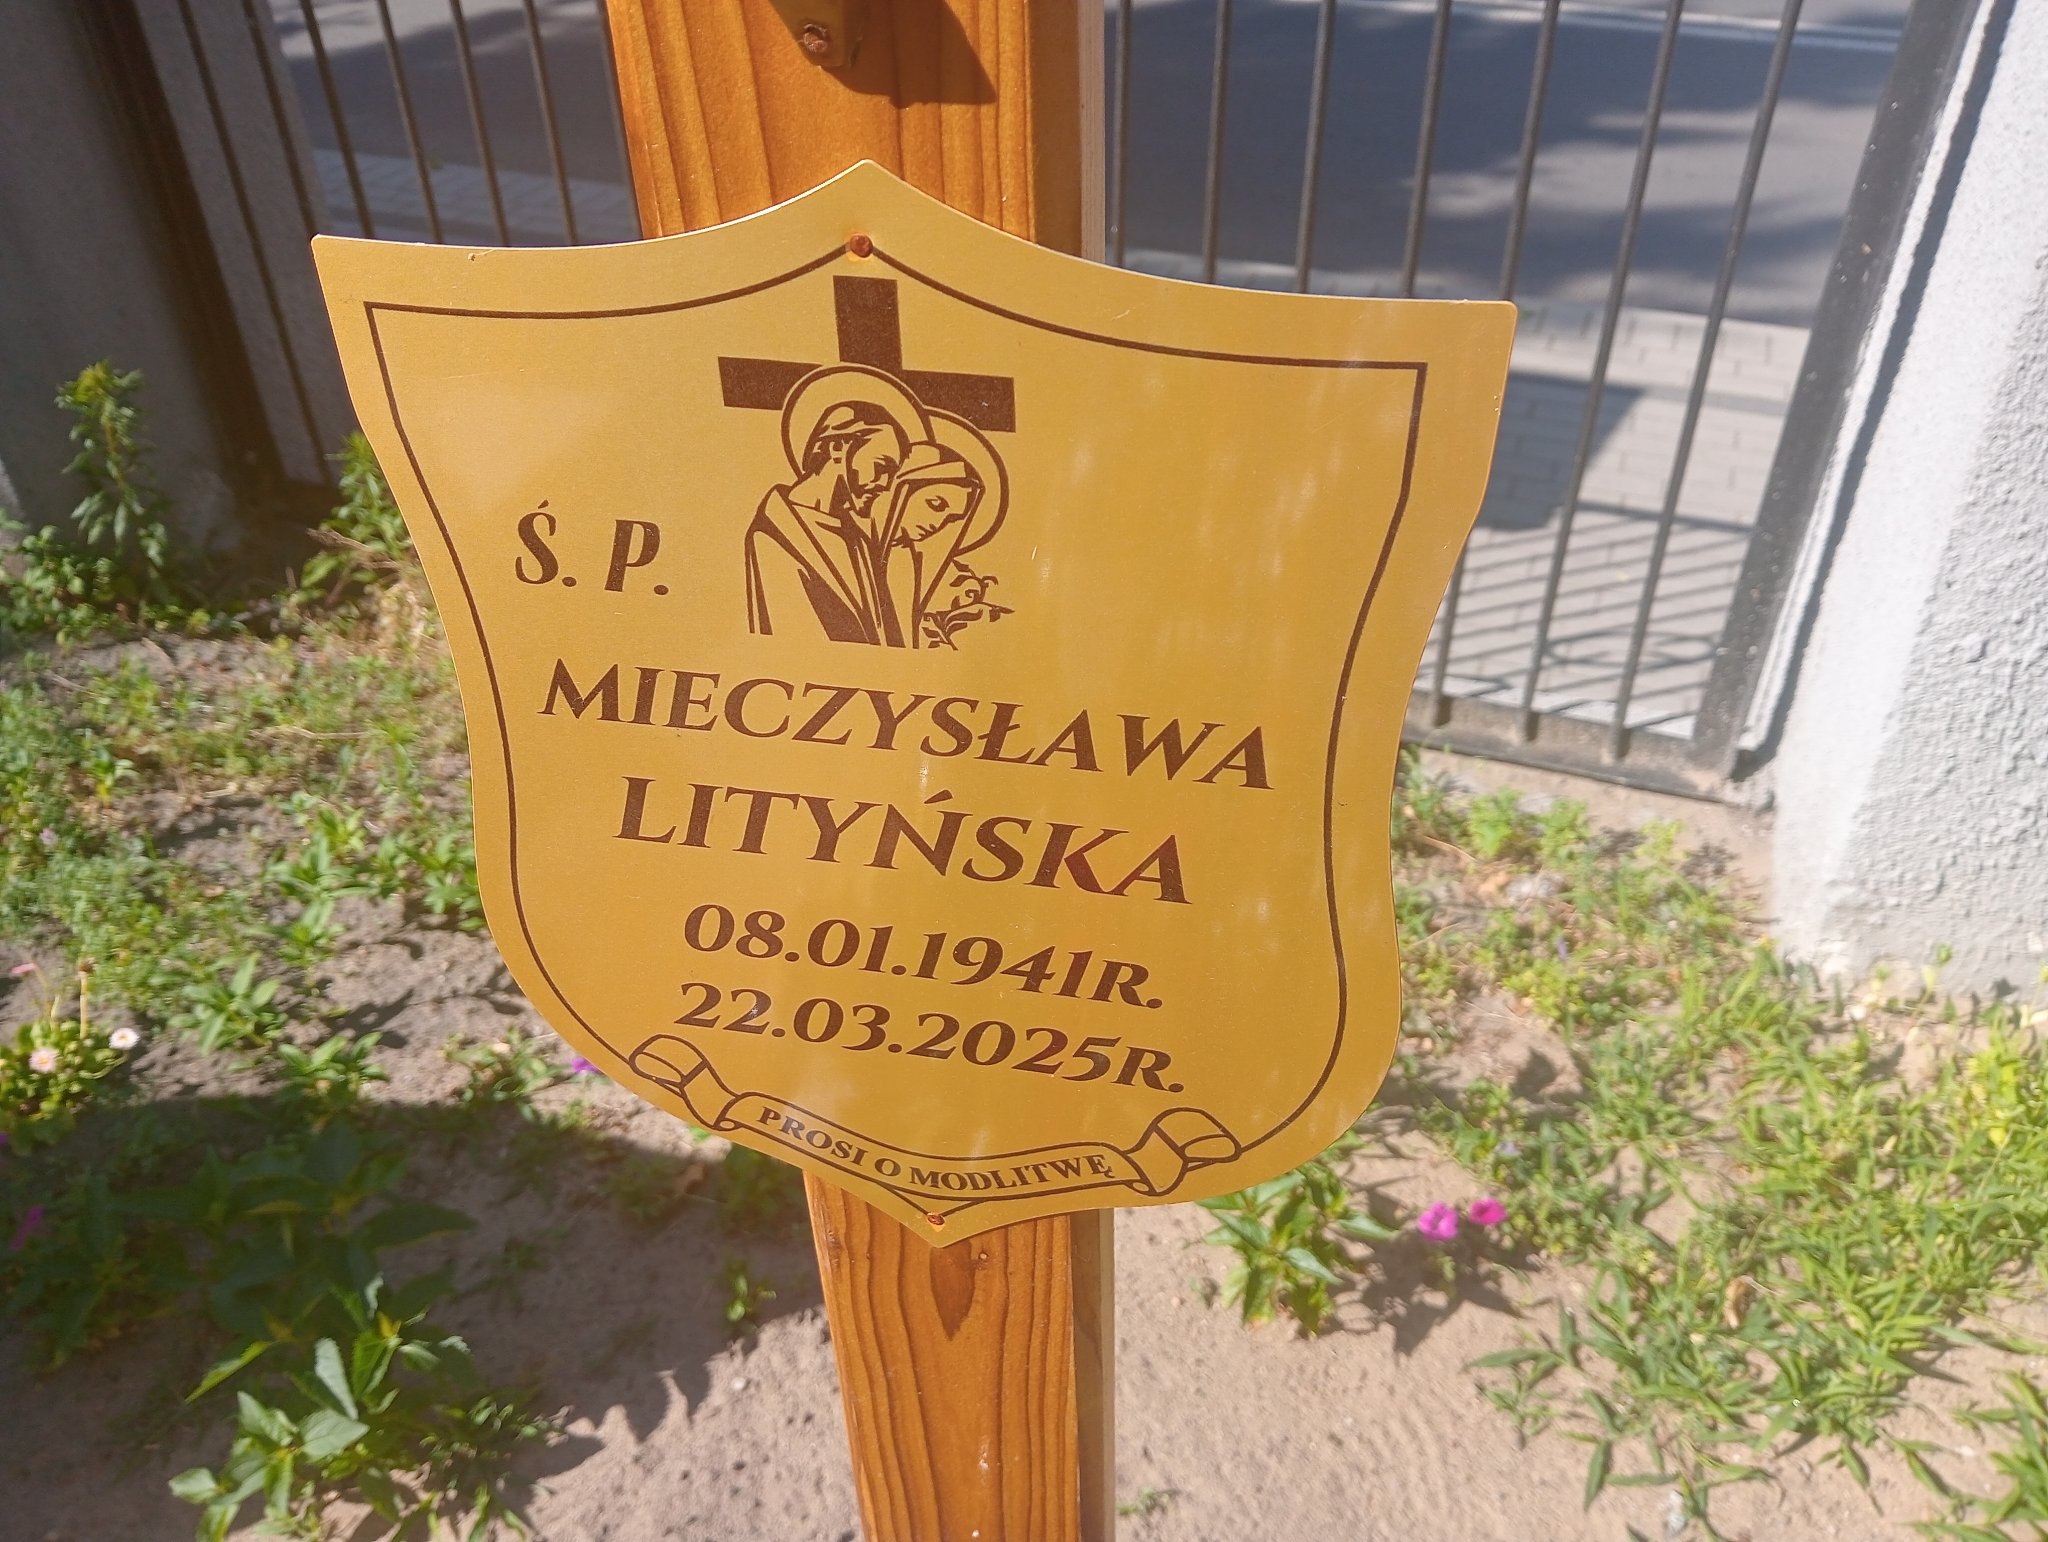 Ś. P.
MIECZYSŁAWA
LITYŃSKA
08.01.1941R.
22.03.2025R.
PROSI O MODLITWĘ